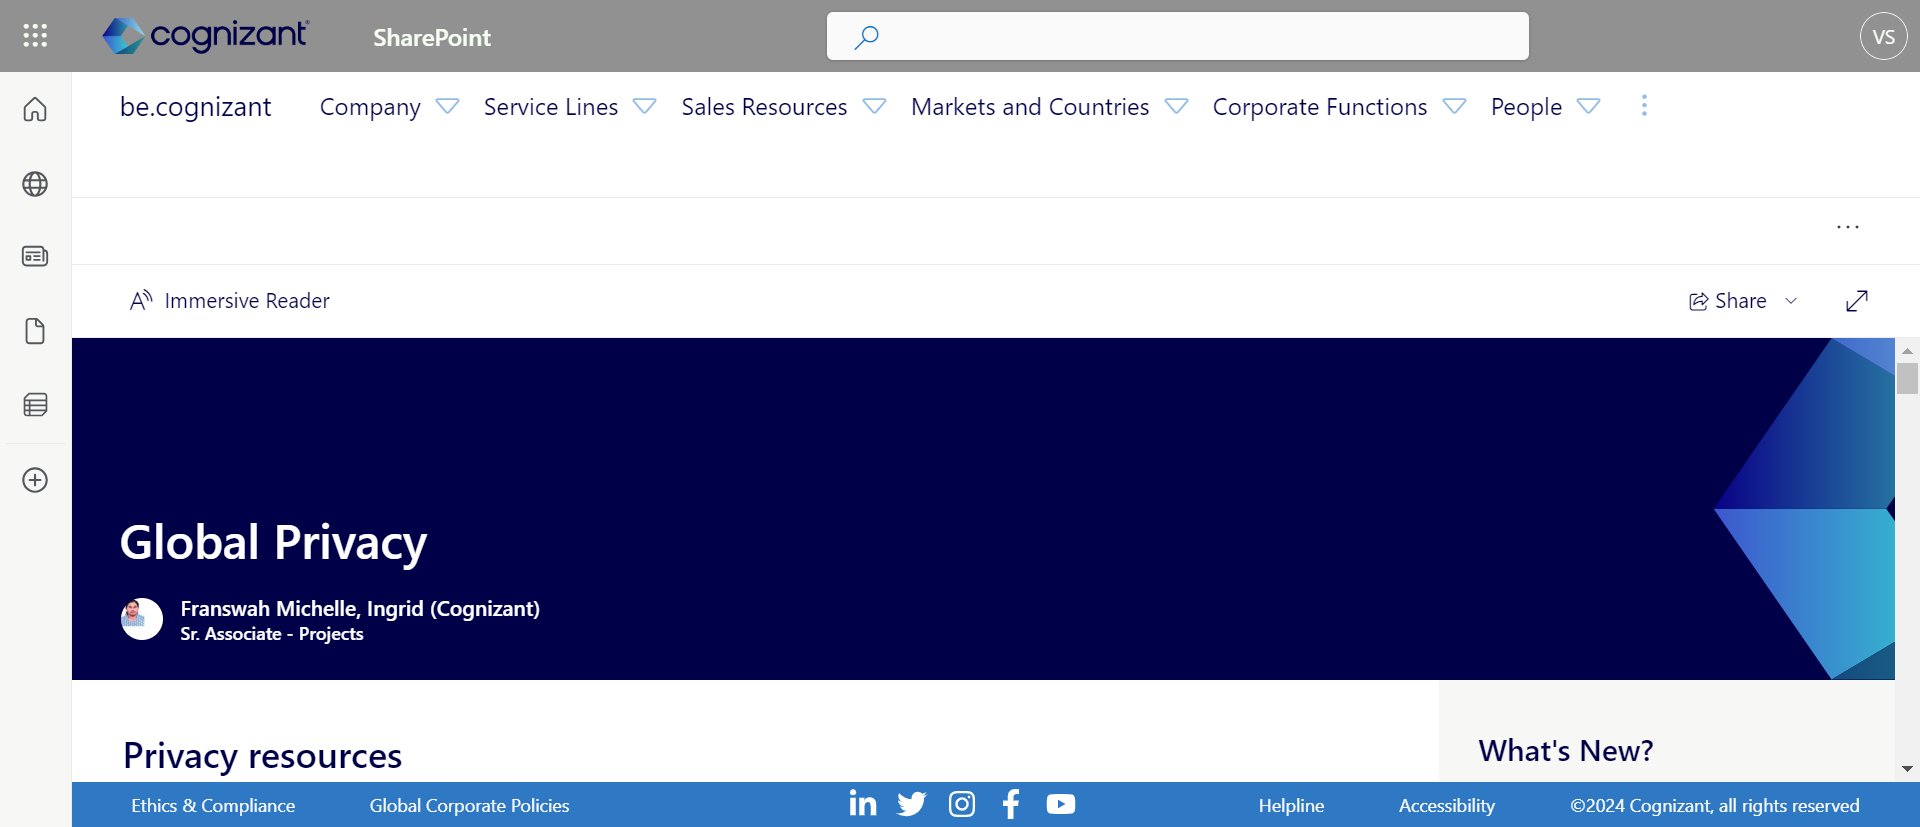 cognizant
SharePoint
VS
be.cognizant
Company
Service Lines
Sales Resources
Markets and Countries
Corporate Functions
People
Immersive Reader
Share
Global Privacy
Franswah Michelle, Ingrid (Cognizant)
Sr. Associate - Projects
Privacy resources
What's New?
Ethics & Compliance
Global Corporate Policies
Helpline
Accessibility
©2024 Cognizant, all rights reserved